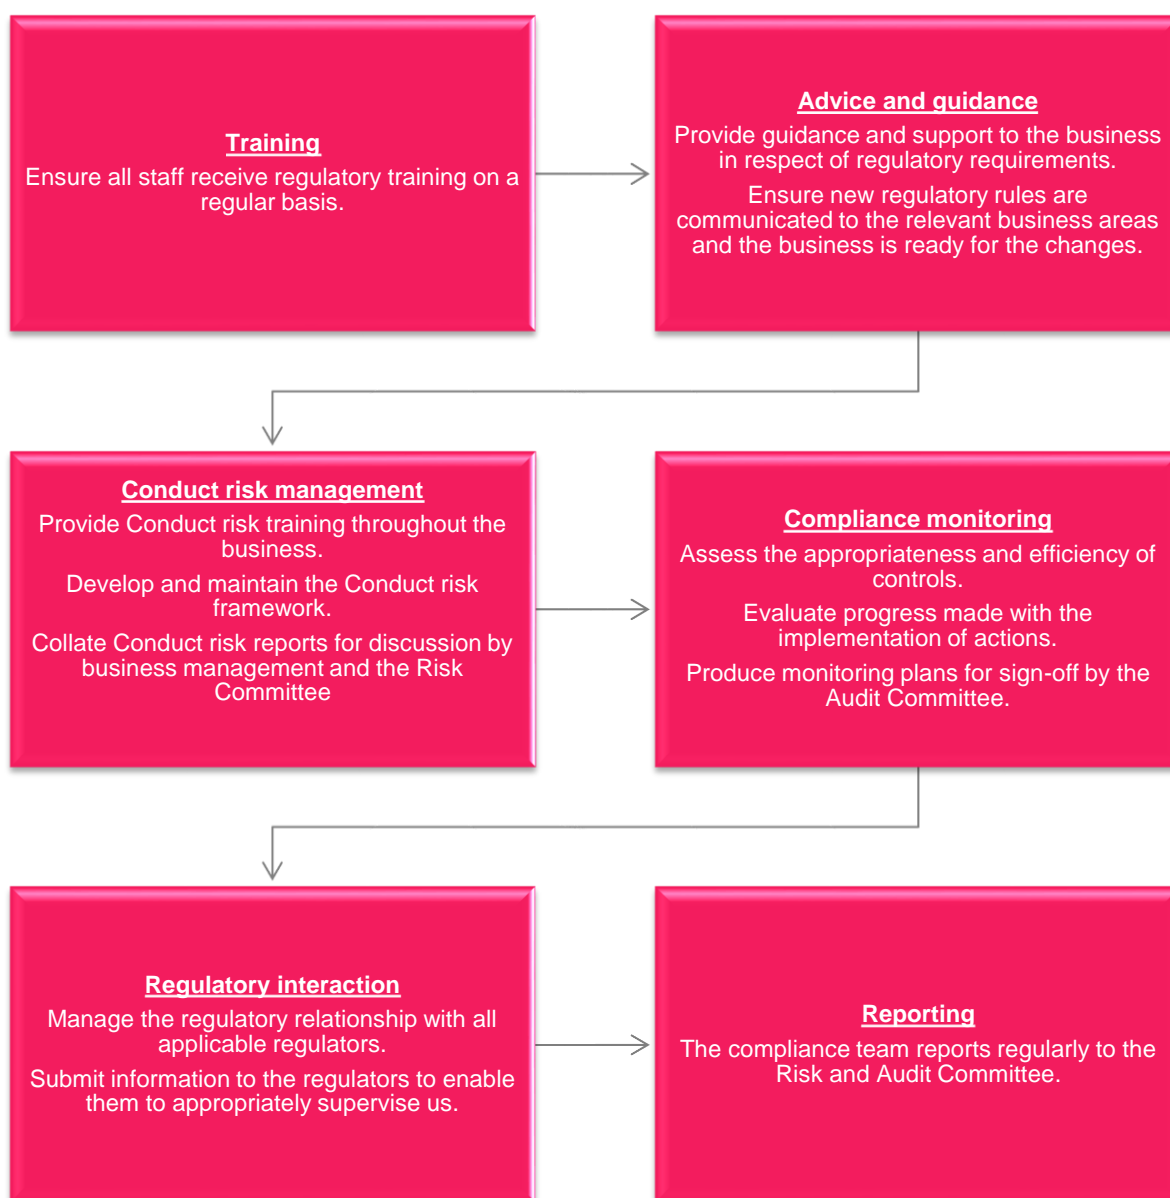 Training
Ensure all staff receive regulatory training on a
regular basis.
Advice and guidance
Provide guidance and support to the business
in respect of regulatory requirements.
Ensure new regulatory rules are
communicated to the relevant business areas
and the business is ready for the changes.
Conduct risk management
Provide Conduct risk training throughout the
business.
Develop and maintain the Conduct risk
framework.
Collate Conduct risk reports for discussion by
business management and the Risk
Committee
Compliance monitoring
Assess the appropriateness and efficiency of
controls.
Evaluate progress made with the
implementation of actions.
Produce monitoring plans for sign-off by the
Audit Committee.
Regulatory interaction
Manage the regulatory relationship with all
applicable regulators.
Submit information to the regulators to enable
them to appropriately supervise us.
Reporting
The compliance team reports regularly to the
Risk and Audit Committee.